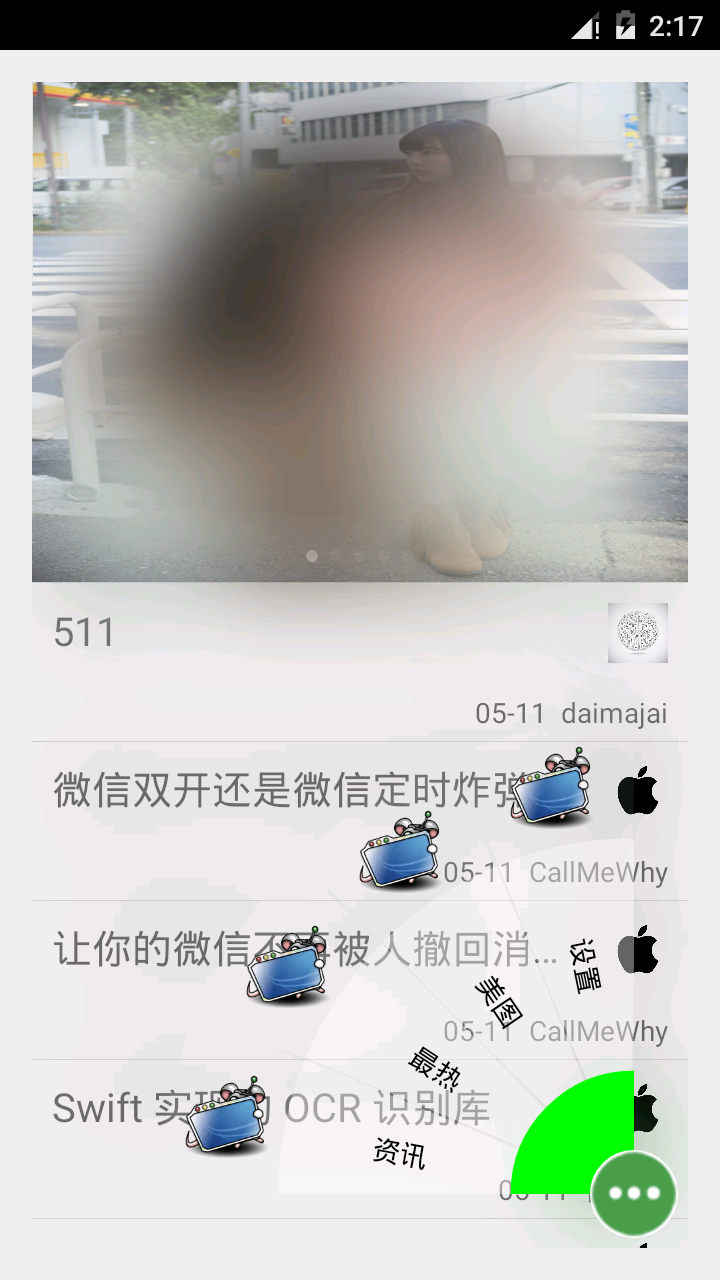 2:17
511
05-11 daimajai
微信双开还是微信定时炸弹
05-11 CallMeWhy
让你的微信不再被人撤回消…
设置
美图
05-11 CallMeWhy
最热
Swift 实现的 OCR 识别库
资讯
05-11